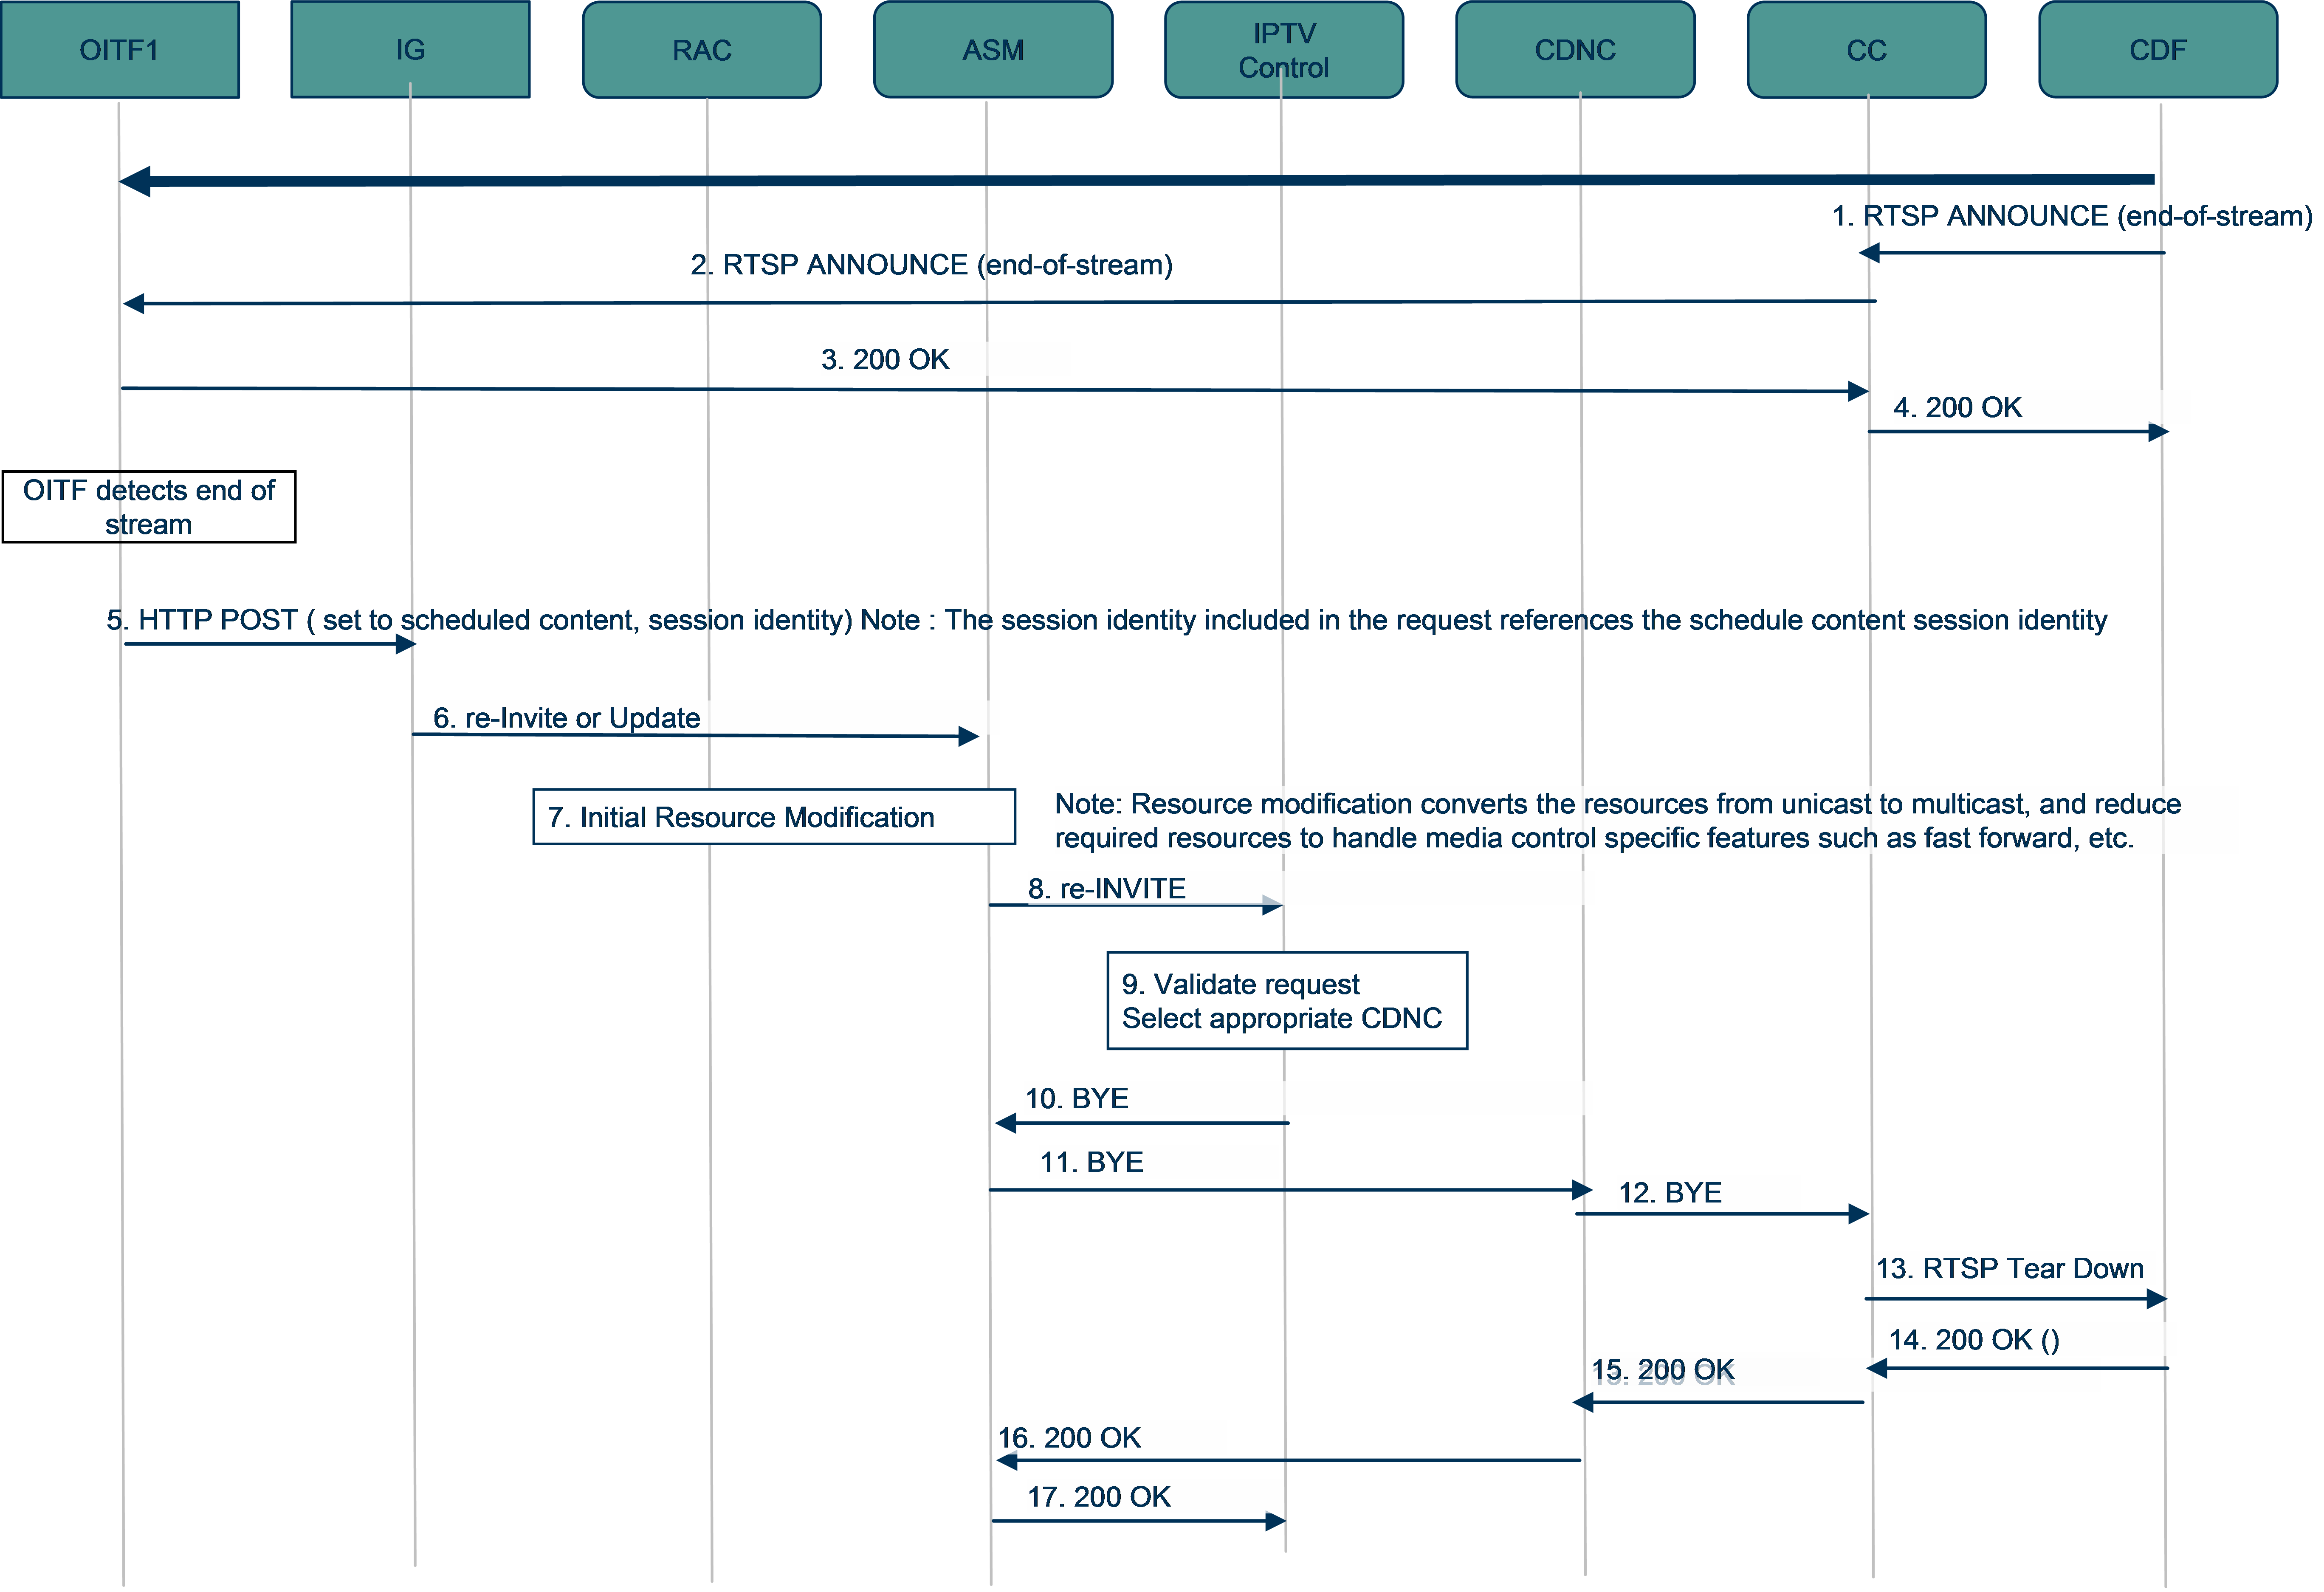 OITF1
IG
RAC
ASM
IPTV
Control
CDNC
CC
CDF
1. RTSP ANNOUNCE (end-of-stream)
2. RTSP ANNOUNCE (end-of-stream)
3. 200 OK
4. 200 OK
OITF detects end of
stream
5. HTTP POST ( set to scheduled content, session identity) Note : The session identity included in the request references the schedule content session identity
6. re-Invite or Update
7. Initial Resource Modification
Note: Resource modification converts the resources from unicast to multicast, and reduce
required resources to handle media control specific features such as fast forward, etc.
8. re-INVITE
9. Validate request
Select appropriate CDNC
10. BYE
11. BYE
12. BYE
13. RTSP Tear Down
14. 200 OK ()
15. 200 OK
16. 200 OK
17. 200 OK